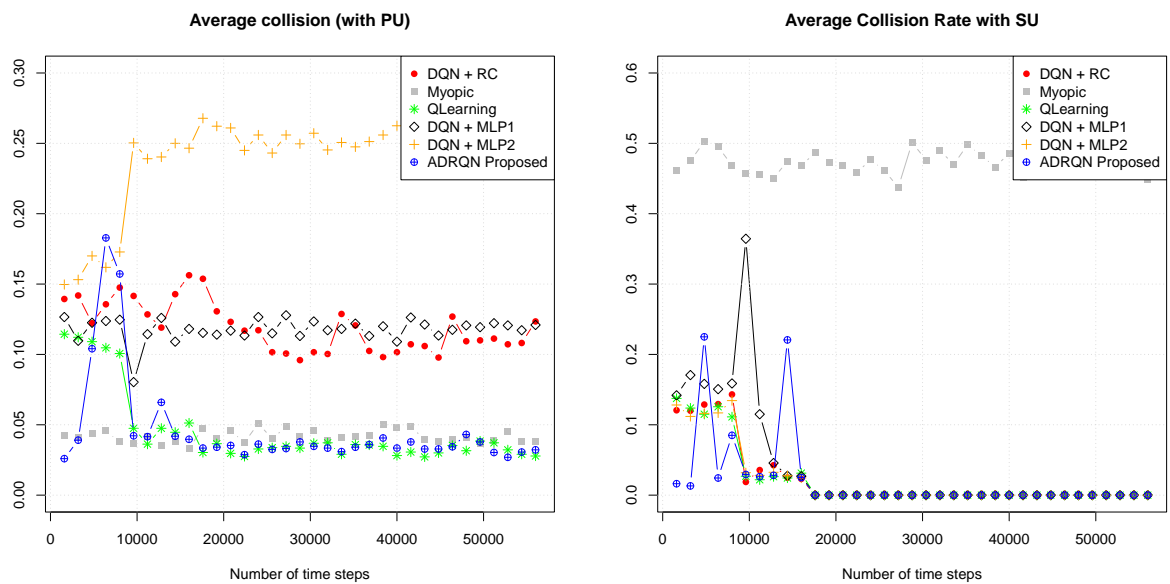 Average collision (with PU)
0.30
0.25
0.20
0.15
0.10
0.05
0.00
DQN + RC
Myopic
QLearning
DQN + MLP1
DQN + MLP2
ADRQN Proposed
0 10000 20000 30000 40000 50000
Number of time steps
Average Collision Rate with SU
0.6
0.5
0.4
0.3
0.2
0.1
0.0
DQN + RC
Myopic
QLearning
DQN + MLP1
DQN + MLP2
ADRQN Proposed
0 10000 20000 30000 40000 50000
Number of time steps